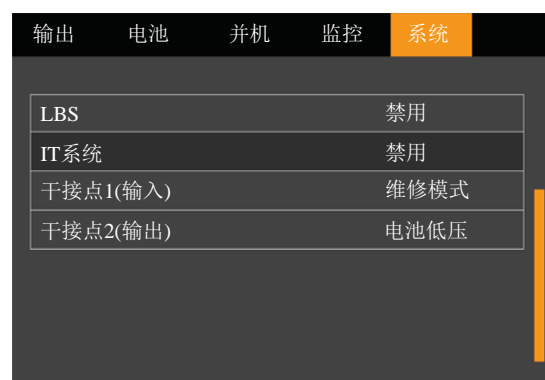 输出 电池 并机 监控 系统
LBS 禁用
IT系统 禁用
干接点1(输入) 维修模式
干接点2(输出) 电池低压